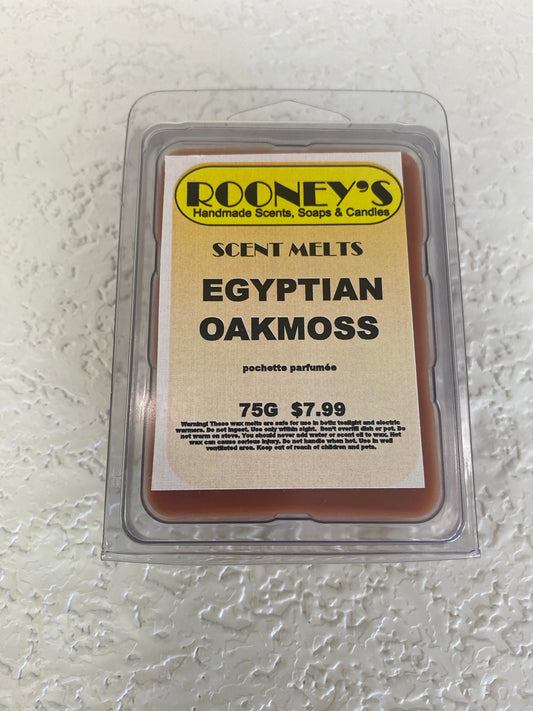 ROONEY'S
Handmade Scents, Soaps & Candles
SCENT MELTS
EGYPTIAN
OAKMOSS
pochette parfumée
75G $7.99
Warning! These wax melts are safe for use in both: tealight and electric
warmers. Do not ingest. Use only within sight. Don't overfill dish or pot. Do
not warm on stove. You should never add water or scent oil to wax. Hot
wax can cause serious injury. Do not handle when hot. Use in well
ventilated area. Keep out of reach of children and pets.